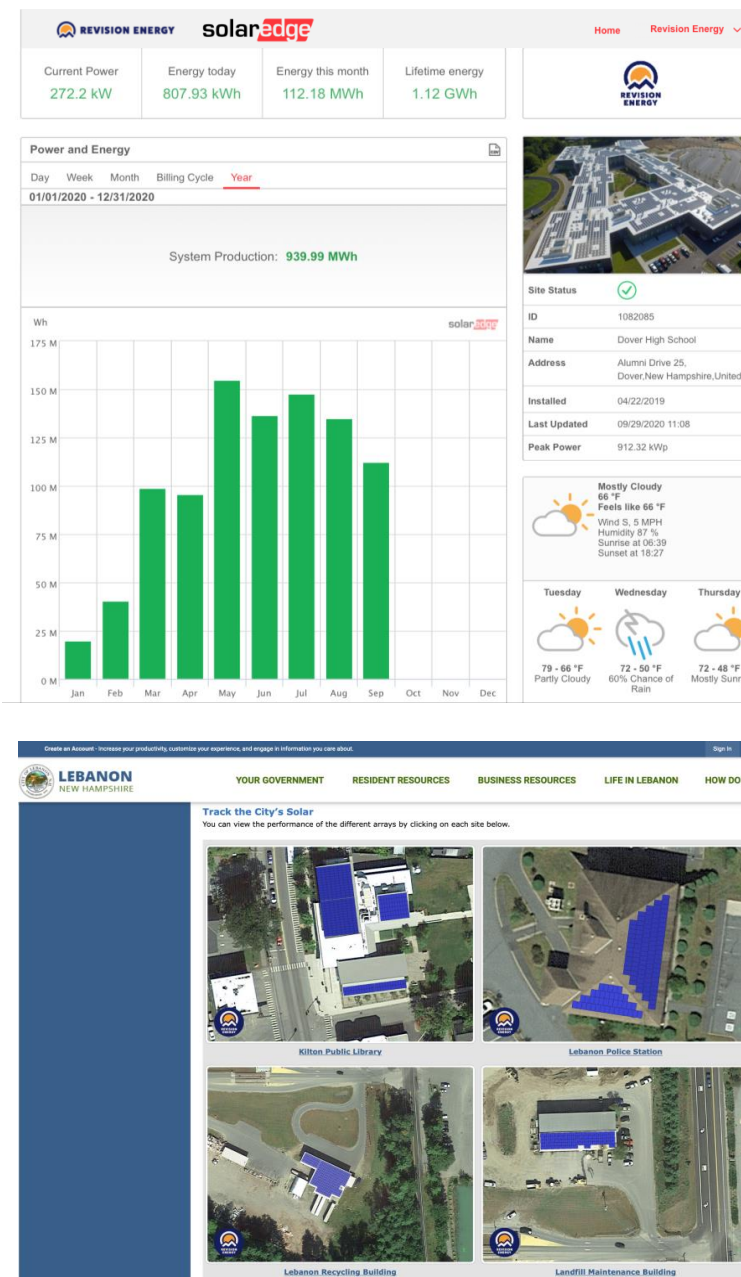 REVISION ENERGY solaredge Home Revision Energy
Current Power Energy today Energy this month Lifetime energy
272.2 kW 807.93 kWh 112.18 MWh 1.12 GWh
REVISION
ENERGY
Power and Energy
Day Week Month Billing Cycle Year
01/01/2020 - 12/31/2020
System Production: 939.99 MWh
Wh solaredge
175 M
150 M
125 M
100 M
75 M
50 M
25 M
0 M
Jan Feb Mar Apr May Jun Jul Aug Sep Oct Nov Dec
Site Status
ID 1082085
Name Dover High School
Address Alumni Drive 25,
Dover,New Hampshire,United
Installed 04/22/2019
Last Updated 09/29/2020 11:08
Peak Power 912.32 kWp
Mostly Cloudy
66 °F
Feels like 66 °F
Wind S, 5 MPH
Humidity 87 %
Sunrise at 06:39
Sunset at 18:27
Tuesday Wednesday Thursday
79 - 66 °F 72 - 50 °F 72 - 48 °F
Partly Cloudy 60% Chance of Mostly Sunn
Rain
Create an Account - Increase your productivity, customize your experience, and engage in information you care about. Sign In
LEBANON
NEW HAMPSHIRE
YOUR GOVERNMENT RESIDENT RESOURCES BUSINESS RESOURCES LIFE IN LEBANON HOW DO
Track the City's Solar
You can view the performance of the different arrays by clicking on each site below.
REVISION
ENERGY
REVISION
ENERGY
Kilton Public Library Lebanon Police Station
REVISION
ENERGY
REVISION
ENERGY
Lebanon Recycling Building Landfill Maintenance Building